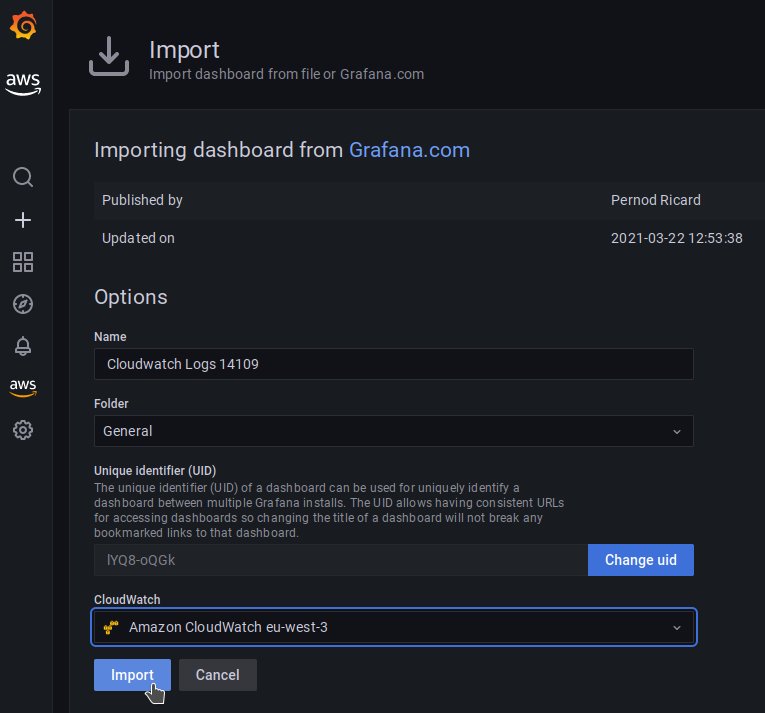 aws
Import
Import dashboard from file or Grafana.com
Importing dashboard from Grafana.com
Published by Pernod Ricard
Updated on 2021-03-22 12:53:38
Options
Name
Cloudwatch Logs 14109
Folder
General
Unique identifier (UID)
The unique identifier (UID) of a dashboard can be used for uniquely identify a
dashboard between multiple Grafana installs. The UID allows having consistent URLs
for accessing dashboards so changing the title of a dashboard will not break any
bookmarked links to that dashboard.
lYQ8-oQGk Change uid
aws
CloudWatch
Amazon CloudWatch eu-west-3
Import Cancel